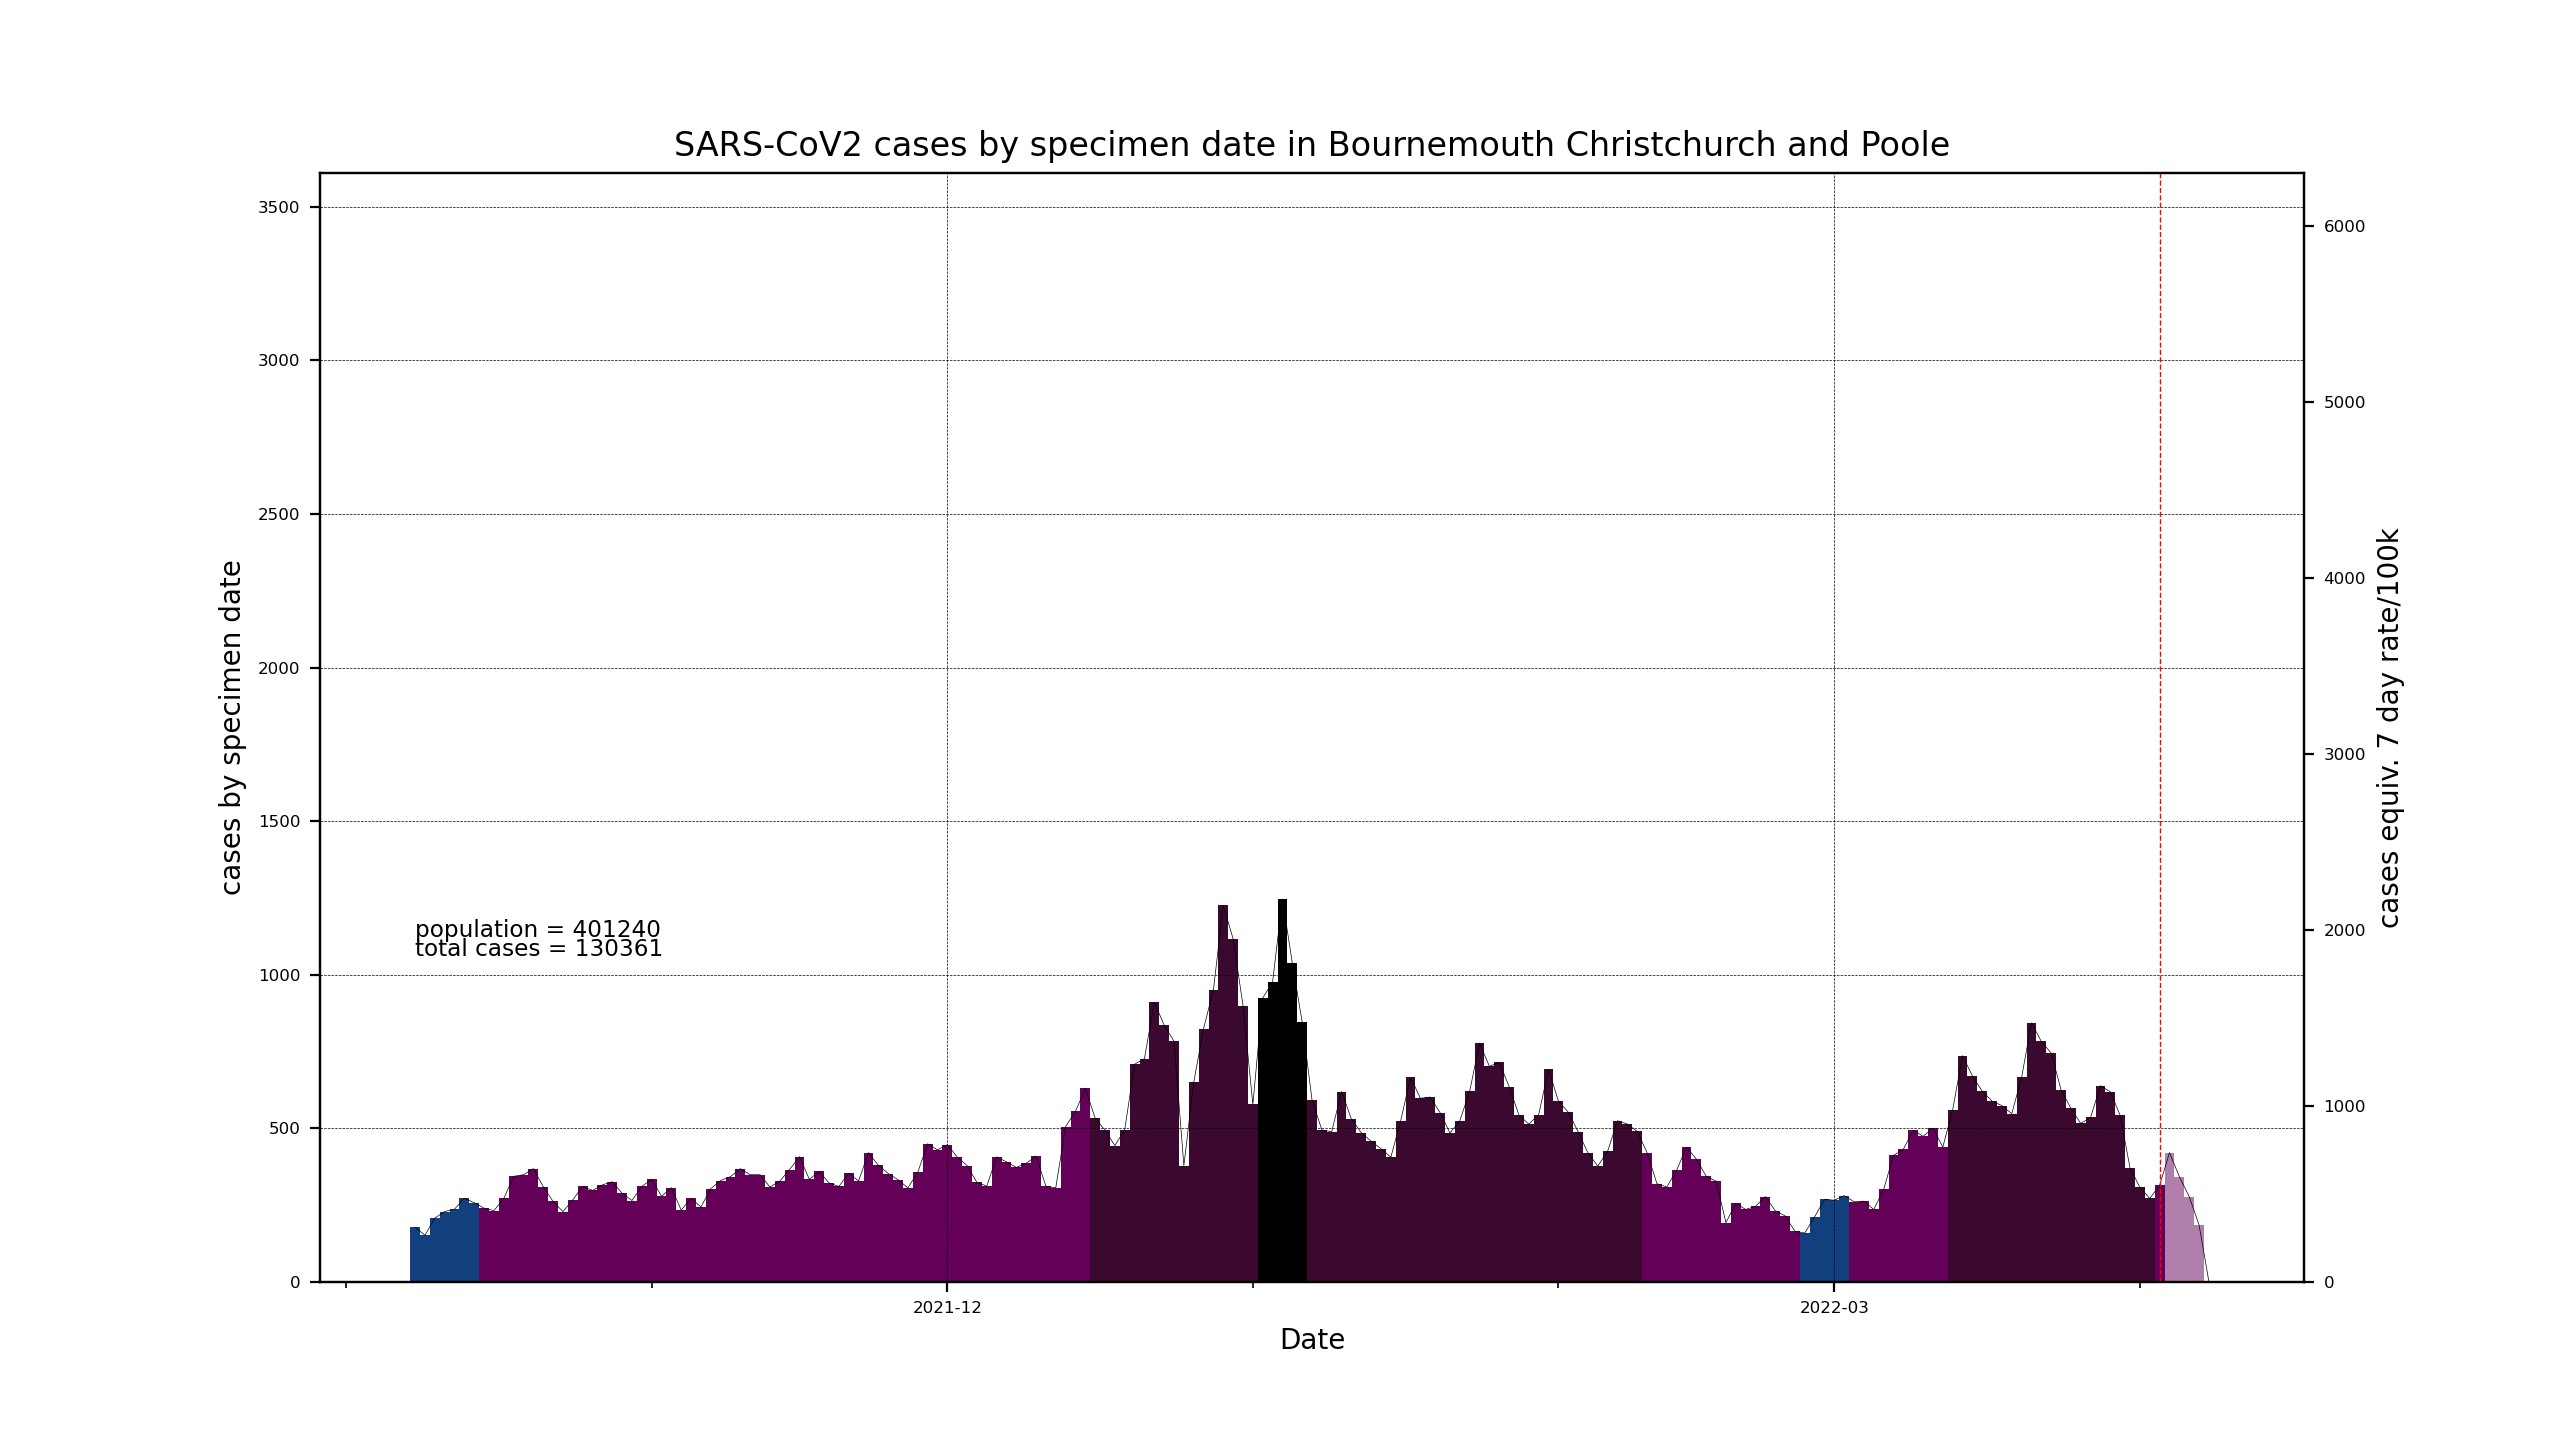 SARS-CoV2 cases by specimen date in Bournemouth Christchurch and Poole
3500
3000
2500
2000
1500
1000
500
0
cases by specimen date
population = 401240
total cases = 130361
6000
5000
4000
3000
2000
1000
0
cases equiv. 7 day rate/100k
2021-12
2022-03
Date